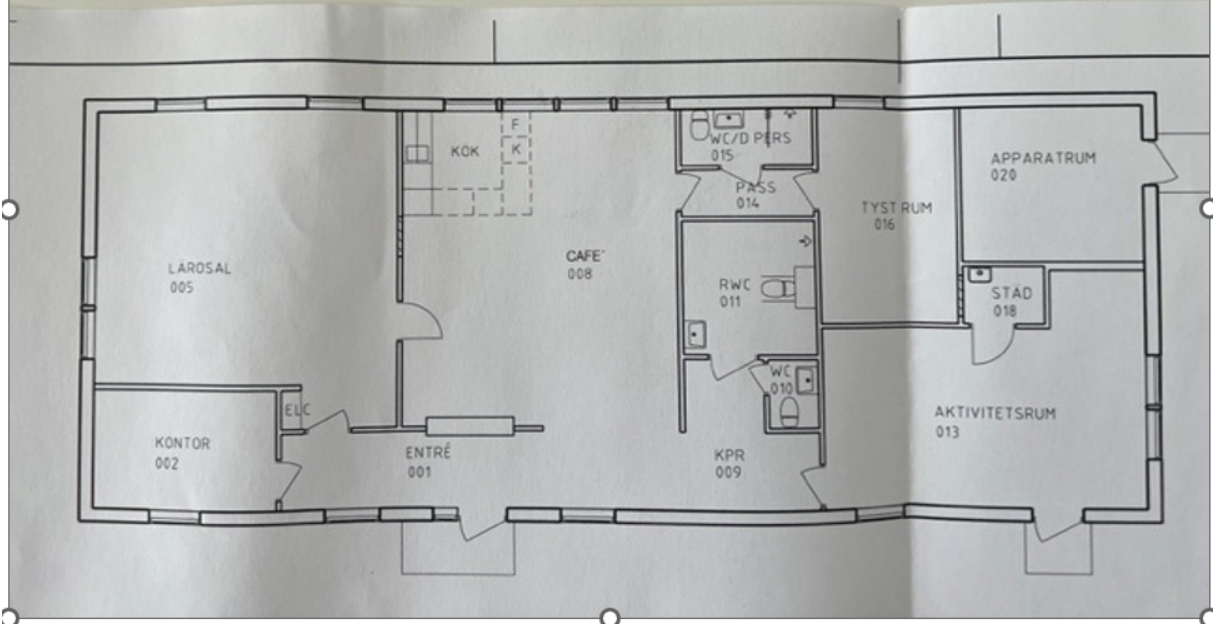 LÄROSAL
005
KONTOR
002
ELC
ENTRÉ
001
KÖK
F
K
CAFE´
008
WC/D PERS
015
PASS
014
RWC
011
WC
010
KPR
009
TYST RUM
016
APPARATRUM
020
STÄD
018
AKTIVITETSRUM
013